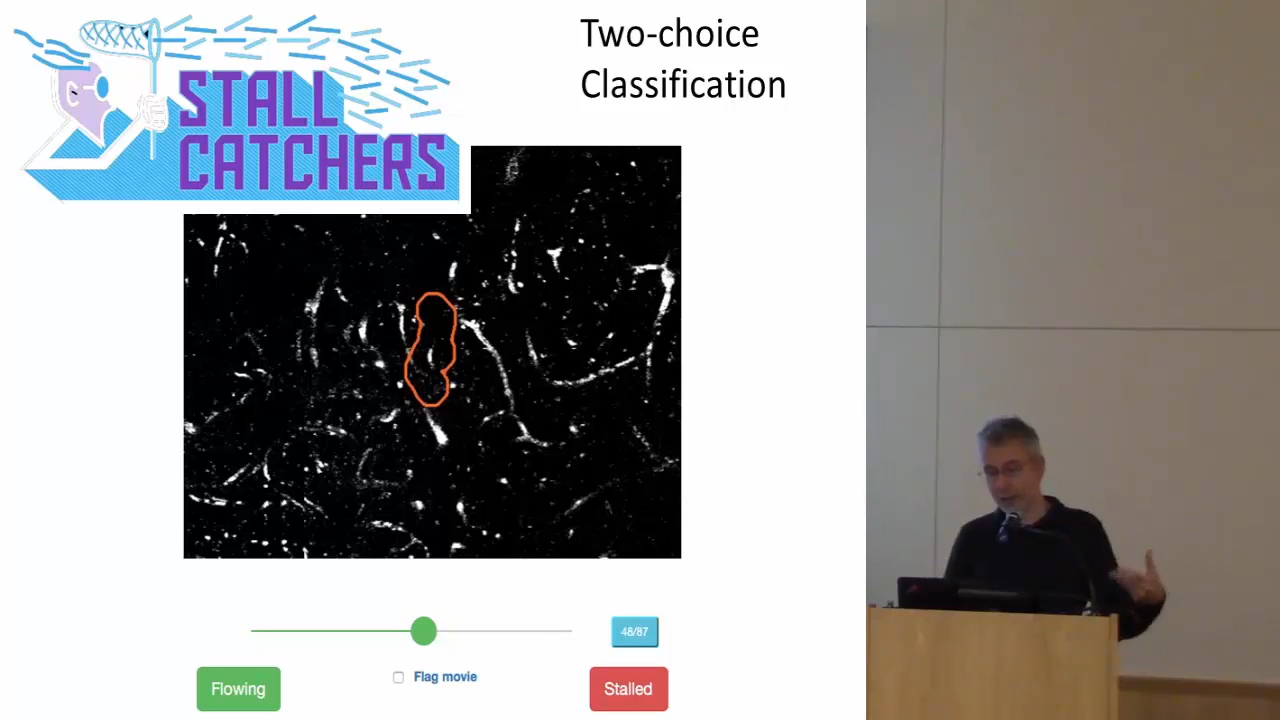 STALL
CATCHERS
Two-choice
Classification
48/87
Flag movie
Flowing
Stalled